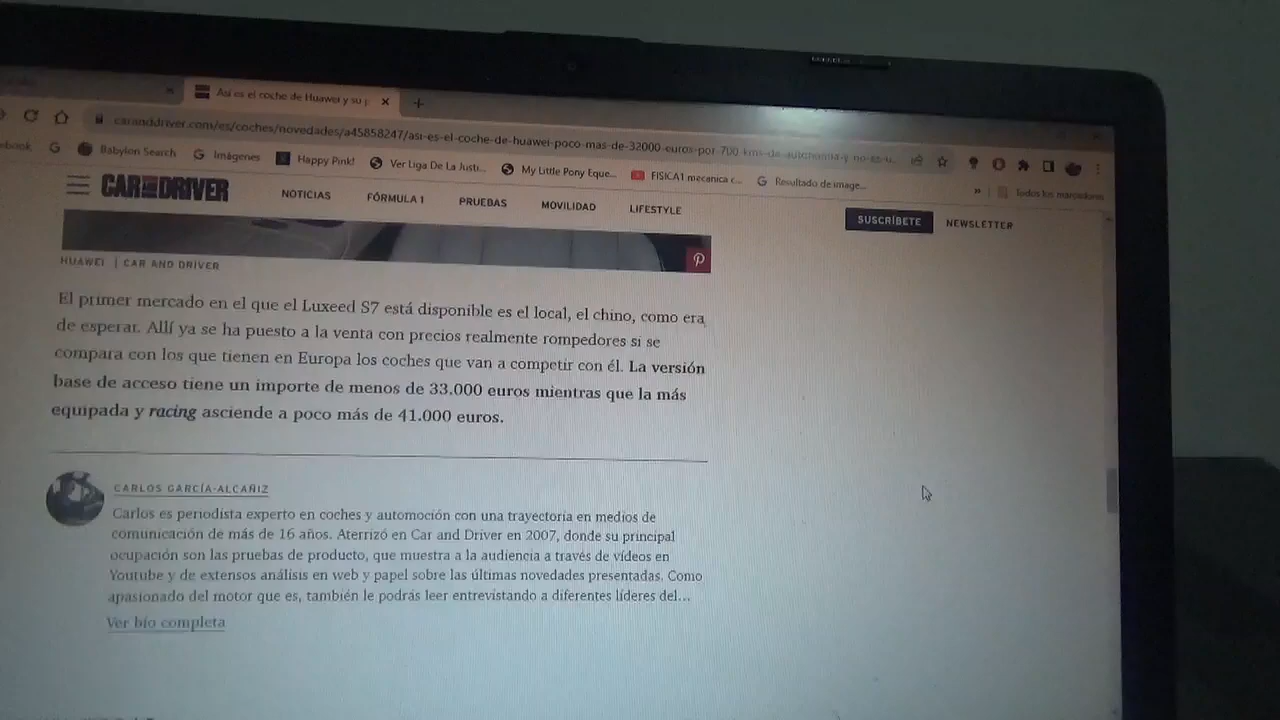 Así es el coche de Huawei y su p
caranddriver.com/es/coches/novedades/a45858247/asi-es-el-coche-de-huawei-poco-mas-de-32000-euros-por-700-kms-de-autonomia-y-no-es-u...
ebook
Babylon Search
Imágenes
Happy Pink!
Ver Liga De La Justi...
My Little Pony Eque...
FISICA1 mecanica c...
Resultado de image...
»
Todos los marcadores
CAR AND DRIVER
NOTICIAS
FÓRMULA 1
PRUEBAS
MOVILIDAD
LIFESTYLE
SUSCRÍBETE
NEWSLETTER
HUAWEI | CAR AND DRIVER
El primer mercado en el que el Luxeed S7 está disponible es el local, el chino, como era
de esperar. Allí ya se ha puesto a la venta con precios realmente rompedores si se
compara con los que tienen en Europa los coches que van a competir con él. La versión
base de acceso tiene un importe de menos de 33.000 euros mientras que la más
equipada y racing asciende a poco más de 41.000 euros.
CARLOS GARCÍA-ALCAÑIZ
Carlos es periodista experto en coches y automoción con una trayectoria en medios de
comunicación de más de 16 años. Aterrizó en Car and Driver en 2007, donde su principal
ocupación son las pruebas de producto, que muestra a la audiencia a través de vídeos en
Youtube y de extensos análisis en web y papel sobre las últimas novedades presentadas. Como
apasionado del motor que es, también le podrás leer entrevistando a diferentes líderes del...
Ver bio completa